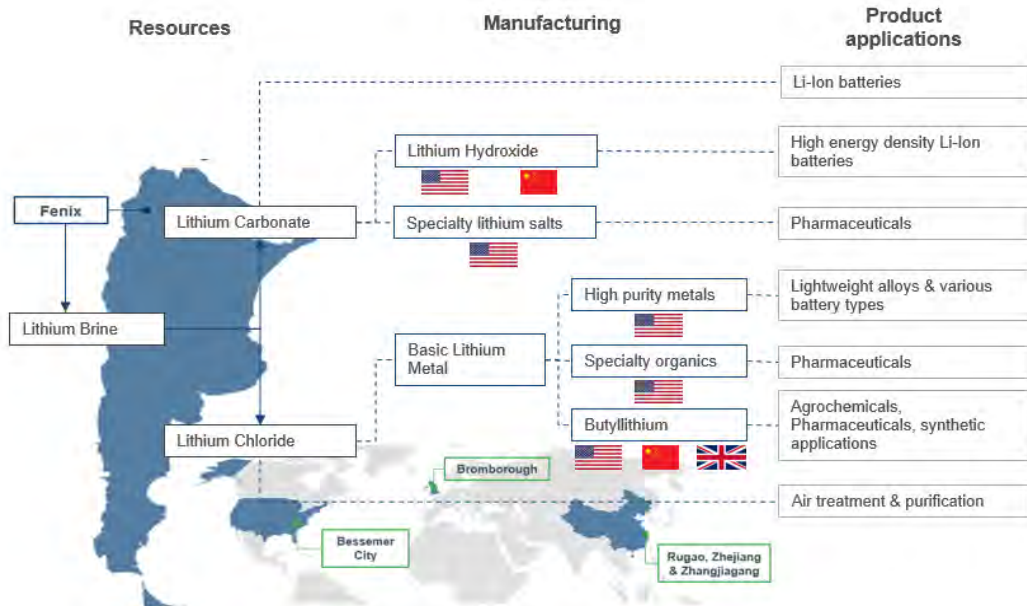 Resources
Manufacturing
Product
applications
Li-Ion batteries
Lithium Hydroxide
High energy density Li-Ion
batteries
Fenix
Lithium Carbonate
Specialty lithium salts
Pharmaceuticals
High purity metals
Lightweight alloys & various
battery types
Lithium Brine
Basic Lithium
Metal
Specialty organics
Pharmaceuticals
Lithium Chloride
Butyllithium
Agrochemicals,
Pharmaceuticals, synthetic
applications
Bromborough
Air treatment & purification
Bessemer
City
Rugao, Zhejiang
& Zhangjiagang